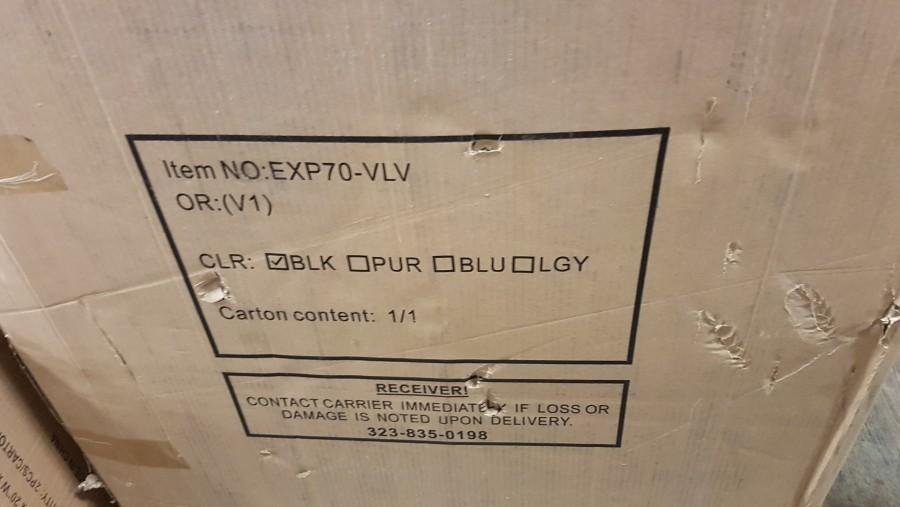 Item NO:EXP70-VLV
OR:(V1)
CLR: ☑BLK ☐PUR ☐BLU ☐LGY
Carton content: 1/1
RECEIVER!
CONTACT CARRIER IMMEDIATELY IF LOSS OR
DAMAGE IS NOTED UPON DELIVERY.
323-835-0198